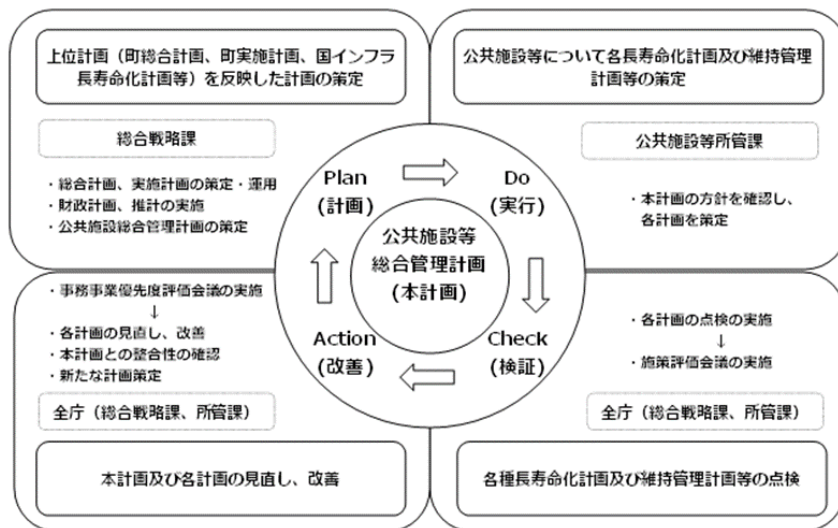 上位計画（町総合計画、町実施計画、国インフラ
長寿命化計画等）を反映した計画の策定
総合戦略課
・総合計画、実施計画の策定・運用
・財政計画、推計の実施
・公共施設総合管理計画の策定
公共施設等について各長寿命化計画及び維持管理
計画等の策定
公共施設等所管課
・本計画の方針を確認し、
各計画を策定
Plan
(計画)
Do
(実行)
公共施設等
総合管理計画
(本計画)
Action
(改善)
Check
(検証)
・事務事業優先度評価会議の実施
↓
・各計画の見直し、改善
・本計画との整合性の確認
・新たな計画策定
全庁（総合戦略課、所管課）
本計画及び各計画の見直し、改善
・各計画の点検の実施
↓
・施策評価会議の実施
全庁（総合戦略課、所管課）
各種長寿命化計画及び維持管理計画等の点検